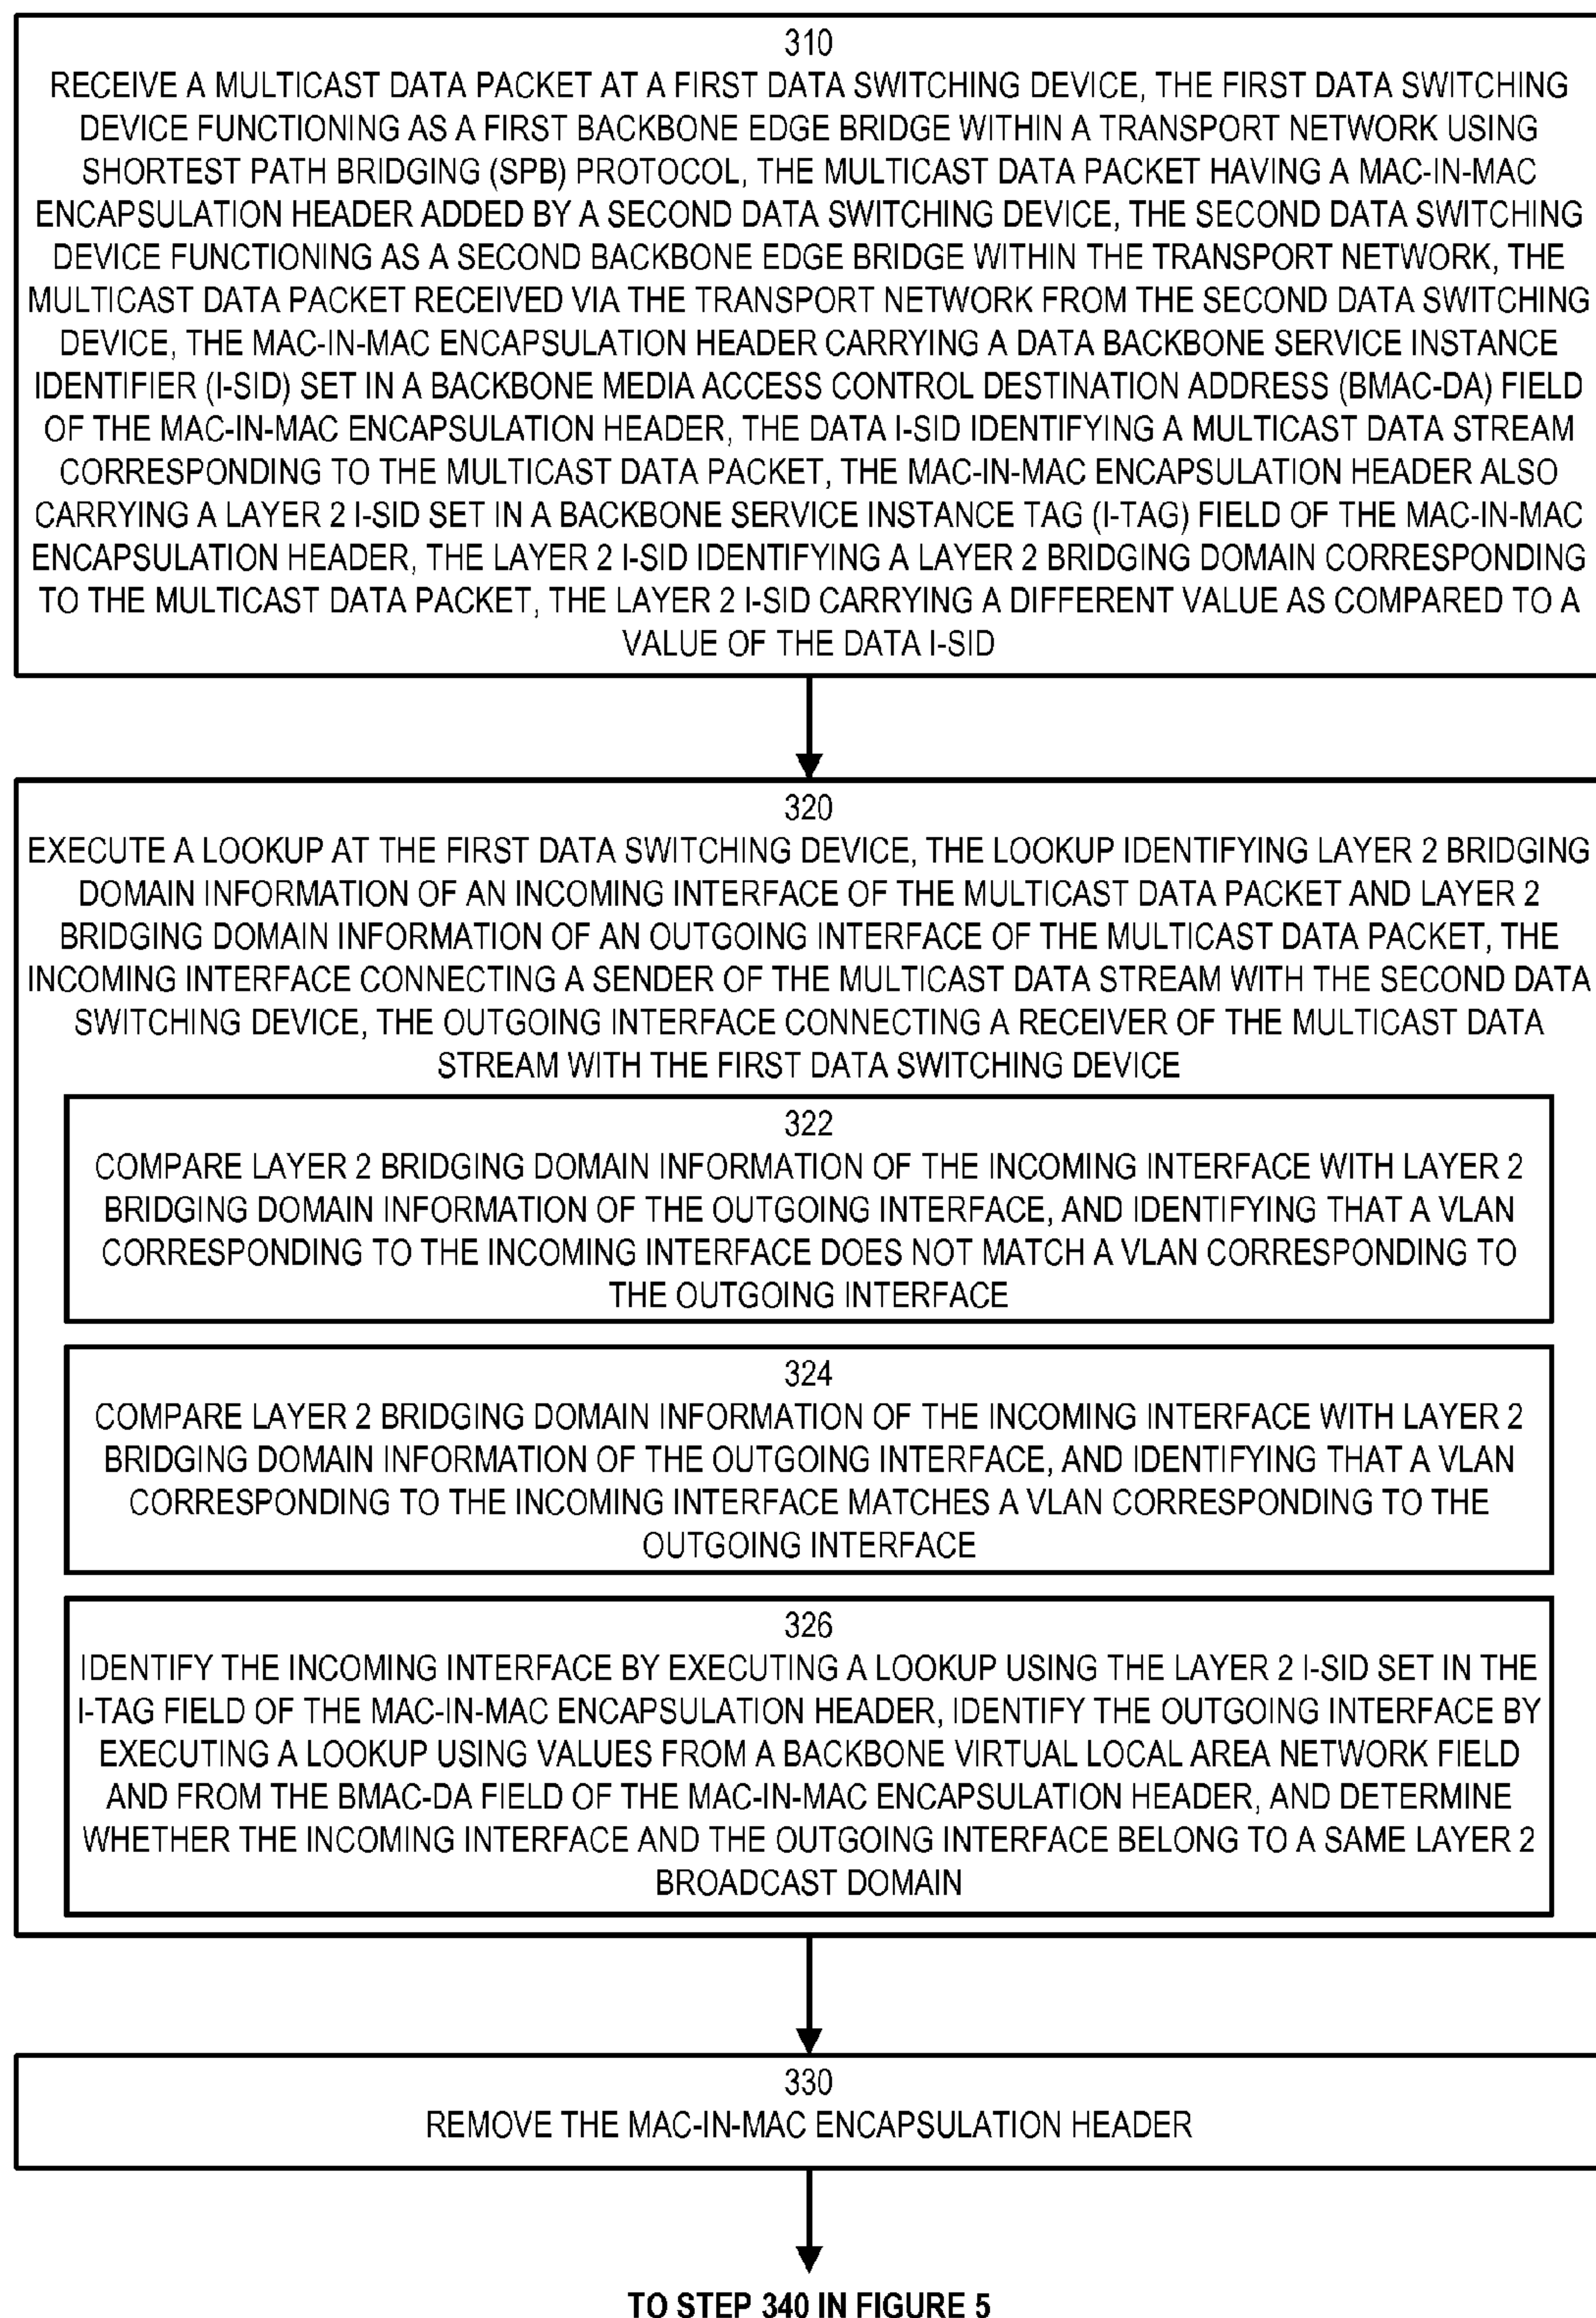 310
RECEIVE A MULTICAST DATA PACKET AT A FIRST DATA SWITCHING DEVICE, THE FIRST DATA SWITCHING
DEVICE FUNCTIONING AS A FIRST BACKBONE EDGE BRIDGE WITHIN A TRANSPORT NETWORK USING
SHORTEST PATH BRIDGING (SPB) PROTOCOL, THE MULTICAST DATA PACKET HAVING A MAC-IN-MAC
ENCAPSULATION HEADER ADDED BY A SECOND DATA SWITCHING DEVICE, THE SECOND DATA SWITCHING
DEVICE FUNCTIONING AS A SECOND BACKBONE EDGE BRIDGE WITHIN THE TRANSPORT NETWORK, THE
MULTICAST DATA PACKET RECEIVED VIA THE TRANSPORT NETWORK FROM THE SECOND DATA SWITCHING
DEVICE, THE MAC-IN-MAC ENCAPSULATION HEADER CARRYING A DATA BACKBONE SERVICE INSTANCE
IDENTIFIER (I-SID) SET IN A BACKBONE MEDIA ACCESS CONTROL DESTINATION ADDRESS (BMAC-DA) FIELD
OF THE MAC-IN-MAC ENCAPSULATION HEADER, THE DATA I-SID IDENTIFYING A MULTICAST DATA STREAM
CORRESPONDING TO THE MULTICAST DATA PACKET, THE MAC-IN-MAC ENCAPSULATION HEADER ALSO
CARRYING A LAYER 2 I-SID SET IN A BACKBONE SERVICE INSTANCE TAG (I-TAG) FIELD OF THE MAC-IN-MAC
ENCAPSULATION HEADER, THE LAYER 2 I-SID IDENTIFYING A LAYER 2 BRIDGING DOMAIN CORRESPONDING
TO THE MULTICAST DATA PACKET, THE LAYER 2 I-SID CARRYING A DIFFERENT VALUE AS COMPARED TO A
VALUE OF THE DATA I-SID
320
EXECUTE A LOOKUP AT THE FIRST DATA SWITCHING DEVICE, THE LOOKUP IDENTIFYING LAYER 2 BRIDGING
DOMAIN INFORMATION OF AN INCOMING INTERFACE OF THE MULTICAST DATA PACKET AND LAYER 2
BRIDGING DOMAIN INFORMATION OF AN OUTGOING INTERFACE OF THE MULTICAST DATA PACKET, THE
INCOMING INTERFACE CONNECTING A SENDER OF THE MULTICAST DATA STREAM WITH THE SECOND DATA
SWITCHING DEVICE, THE OUTGOING INTERFACE CONNECTING A RECEIVER OF THE MULTICAST DATA
STREAM WITH THE FIRST DATA SWITCHING DEVICE
322
COMPARE LAYER 2 BRIDGING DOMAIN INFORMATION OF THE INCOMING INTERFACE WITH LAYER 2
BRIDGING DOMAIN INFORMATION OF THE OUTGOING INTERFACE, AND IDENTIFYING THAT A VLAN
CORRESPONDING TO THE INCOMING INTERFACE DOES NOT MATCH A VLAN CORRESPONDING TO
THE OUTGOING INTERFACE
324
COMPARE LAYER 2 BRIDGING DOMAIN INFORMATION OF THE INCOMING INTERFACE WITH LAYER 2
BRIDGING DOMAIN INFORMATION OF THE OUTGOING INTERFACE, AND IDENTIFYING THAT A VLAN
CORRESPONDING TO THE INCOMING INTERFACE MATCHES A VLAN CORRESPONDING TO THE
OUTGOING INTERFACE
326
IDENTIFY THE INCOMING INTERFACE BY EXECUTING A LOOKUP USING THE LAYER 2 I-SID SET IN THE
I-TAG FIELD OF THE MAC-IN-MAC ENCAPSULATION HEADER, IDENTIFY THE OUTGOING INTERFACE BY
EXECUTING A LOOKUP USING VALUES FROM A BACKBONE VIRTUAL LOCAL AREA NETWORK FIELD
AND FROM THE BMAC-DA FIELD OF THE MAC-IN-MAC ENCAPSULATION HEADER, AND DETERMINE
WHETHER THE INCOMING INTERFACE AND THE OUTGOING INTERFACE BELONG TO A SAME LAYER 2
BROADCAST DOMAIN
330
REMOVE THE MAC-IN-MAC ENCAPSULATION HEADER
TO STEP 340 IN FIGURE 5